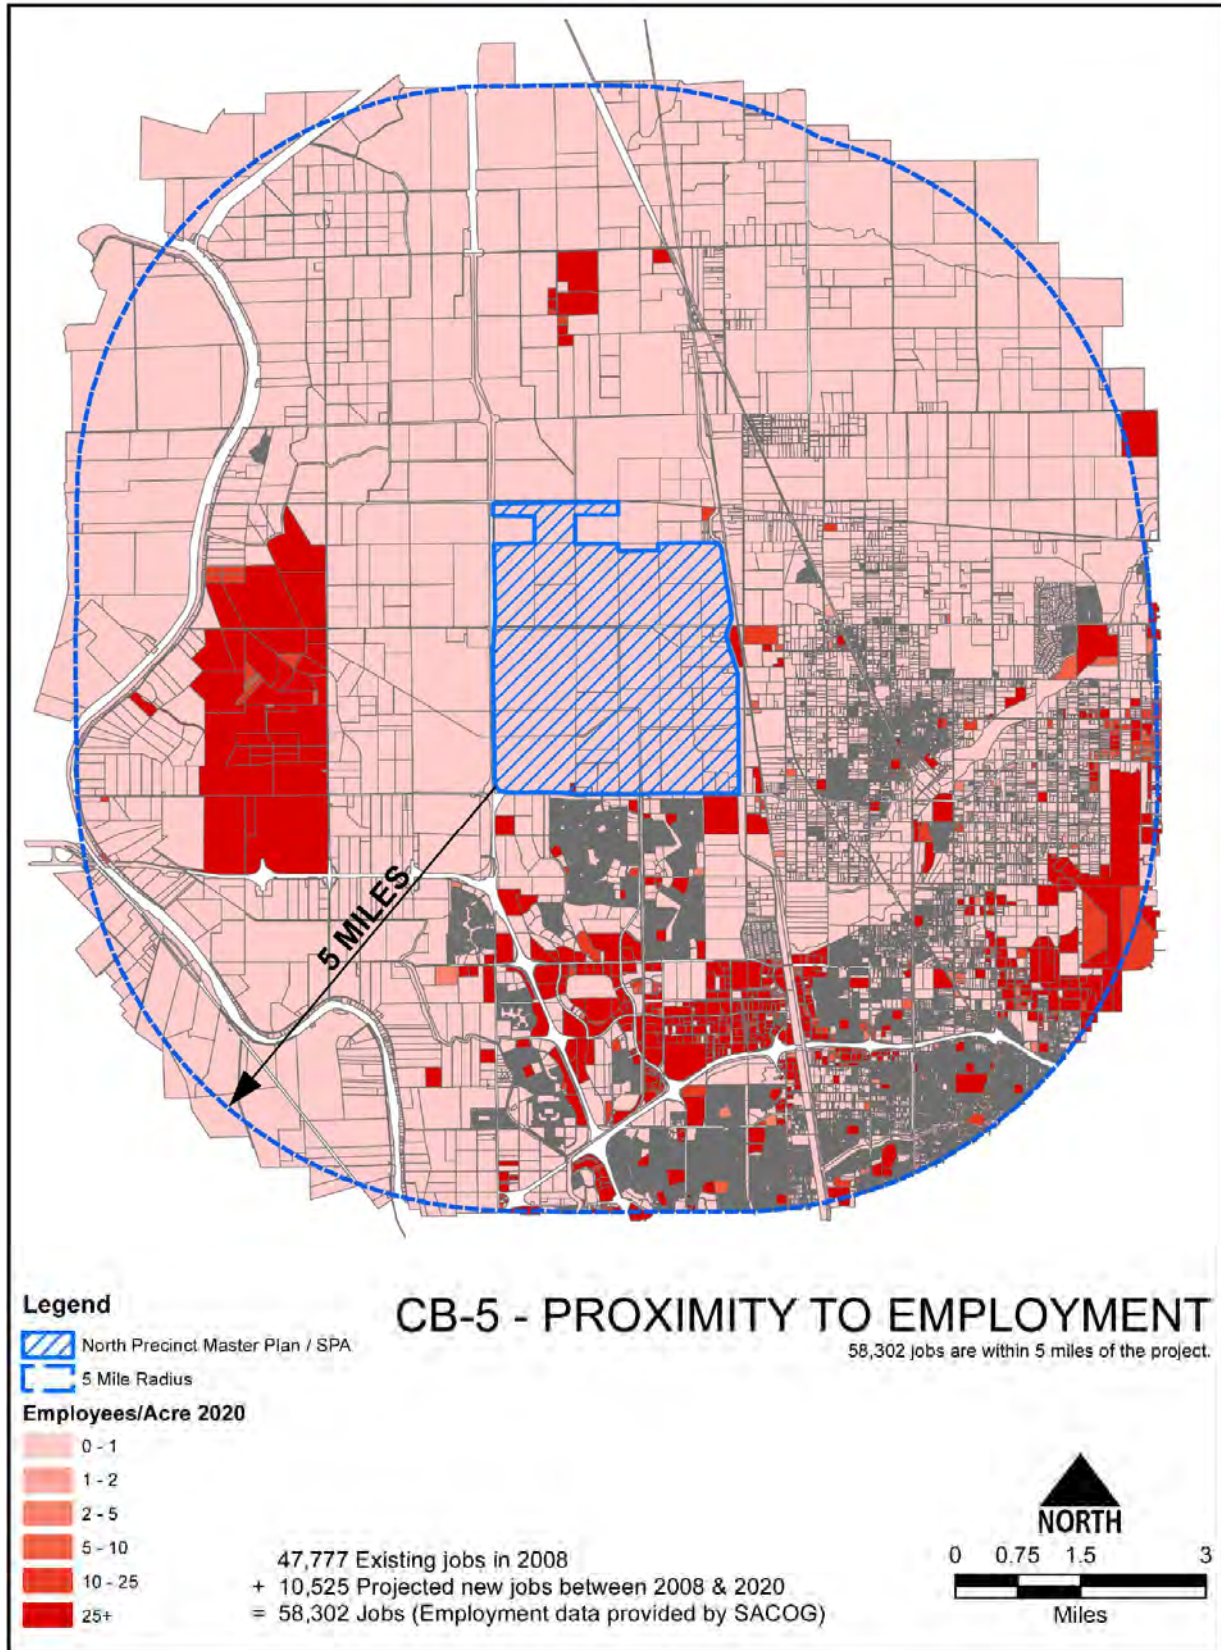 5 MILES
Legend
North Precinct Master Plan / SPA
5 Mile Radius
Employees/Acre 2020
0 - 1
1 - 2
2 - 5
5 - 10
10 - 25
25+
CB-5 - PROXIMITY TO EMPLOYMENT
58,302 jobs are within 5 miles of the project.
47,777 Existing jobs in 2008
+ 10,525 Projected new jobs between 2008 & 2020
= 58,302 Jobs (Employment data provided by SACOG)
NORTH
0 0.75 1.5 3
Miles